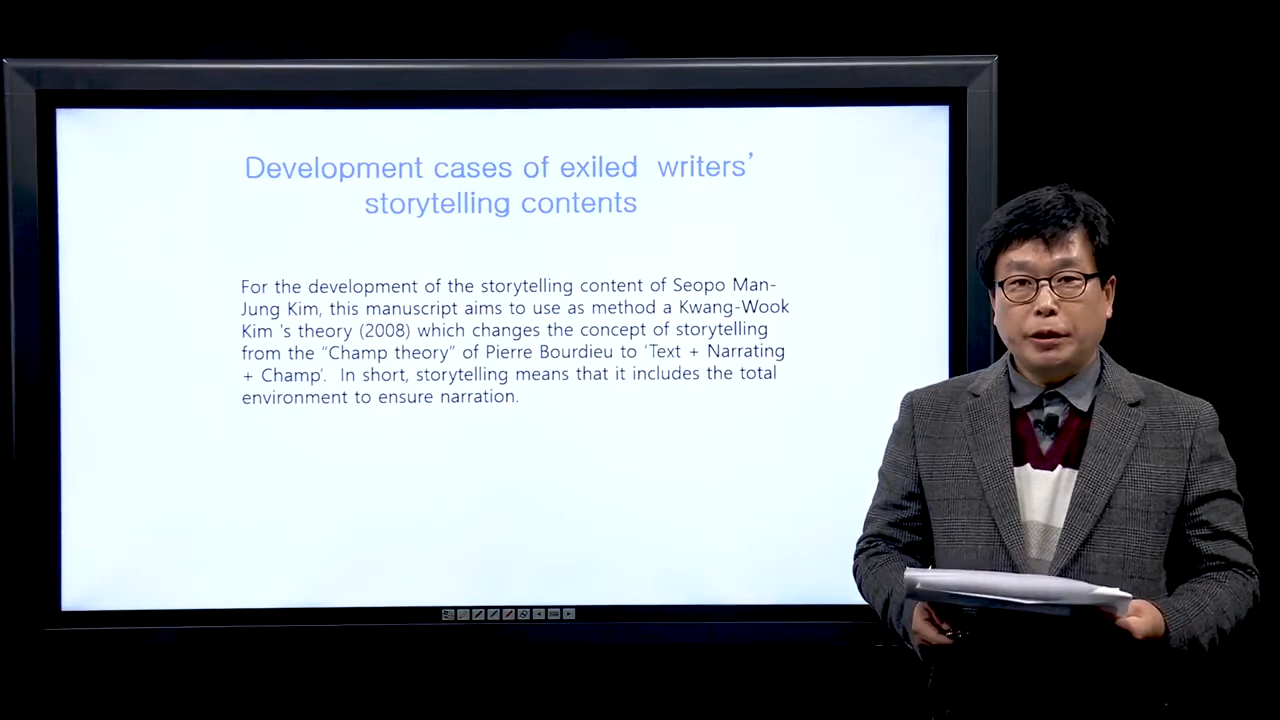 Development cases of exiled writers’
storytelling contents
For the development of the storytelling content of Seopo Man-
Jung Kim, this manuscript aims to use as method a Kwang-Wook
Kim 's theory (2008) which changes the concept of storytelling
from the “Champ theory” of Pierre Bourdieu to ‘Text + Narrating
+ Champ’. In short, storytelling means that it includes the total
environment to ensure narration.